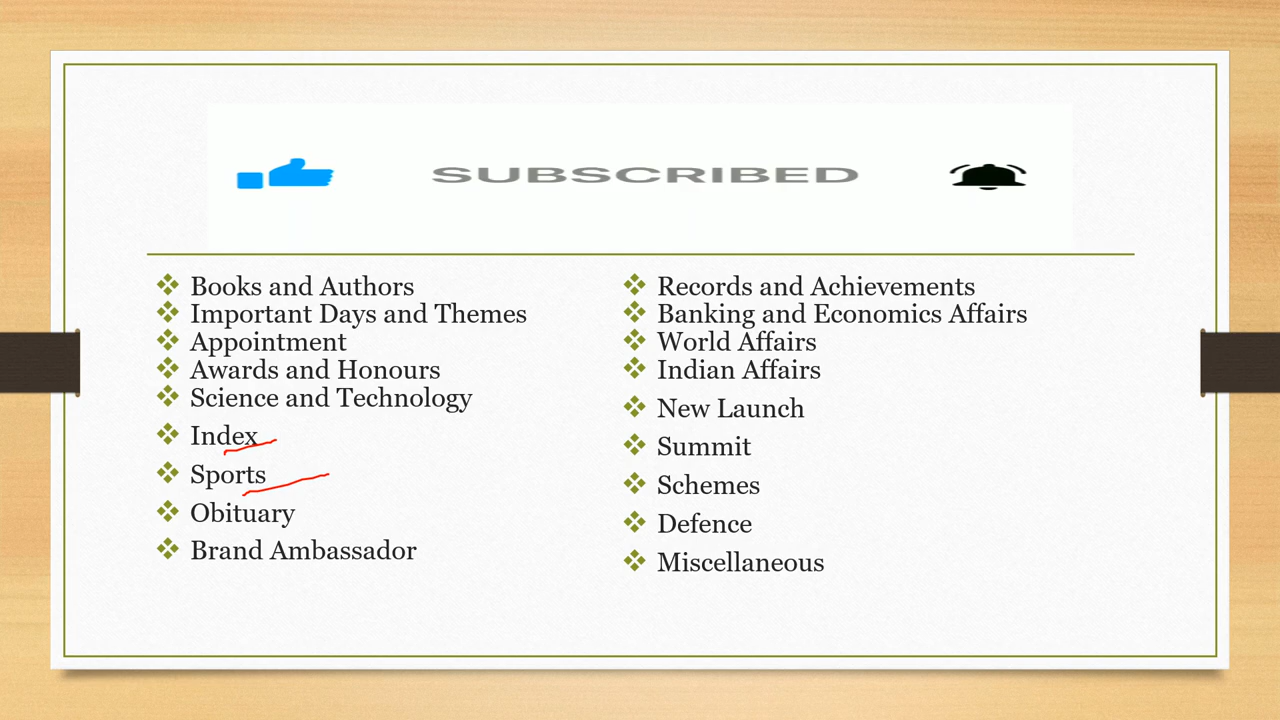 SUBSCRIBED
Books and Authors
Important Days and Themes
Appointment
Awards and Honours
Science and Technology
Index
Sports
Obituary
Brand Ambassador
Records and Achievements
Banking and Economics Affairs
World Affairs
Indian Affairs
New Launch
Summit
Schemes
Defence
Miscellaneous